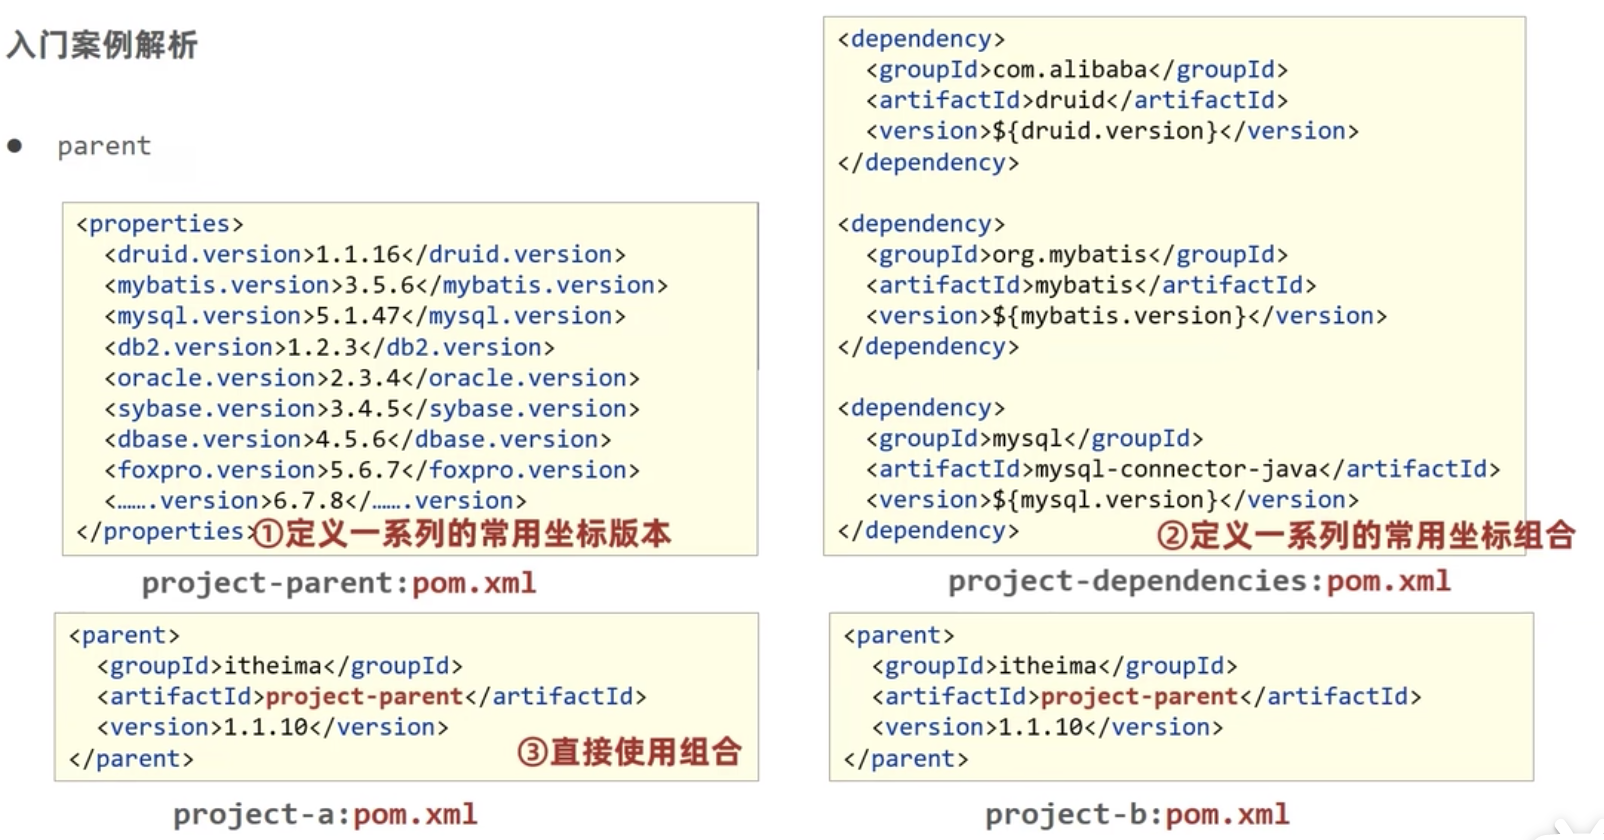 入门案例解析
● parent
<properties>
<druid.version>1.1.16</druid.version>
<mybatis.version>3.5.6</mybatis.version>
<mysql.version>5.1.47</mysql.version>
<db2.version>1.2.3</db2.version>
<oracle.version>2.3.4</oracle.version>
<sybase.version>3.4.5</sybase.version>
<dbase.version>4.5.6</dbase.version>
<foxpro.version>5.6.7</foxpro.version>
<…….version>6.7.8</…….version>
</properties>①定义一系列的常用坐标版本
project-parent:pom.xml
<dependency>
<groupId>com.alibaba</groupId>
<artifactId>druid</artifactId>
<version>${druid.version}</version>
</dependency>
<dependency>
<groupId>org.mybatis</groupId>
<artifactId>mybatis</artifactId>
<version>${mybatis.version}</version>
</dependency>
<dependency>
<groupId>mysql</groupId>
<artifactId>mysql-connector-java</artifactId>
<version>${mysql.version}</version>
</dependency> ②定义一系列的常用坐标组合
project-dependencies:pom.xml
<parent>
<groupId>itheima</groupId>
<artifactId>project-parent</artifactId>
<version>1.1.10</version>
</parent> ③直接使用组合
project-a:pom.xml
<parent>
<groupId>itheima</groupId>
<artifactId>project-parent</artifactId>
<version>1.1.10</version>
</parent>
project-b:pom.xml